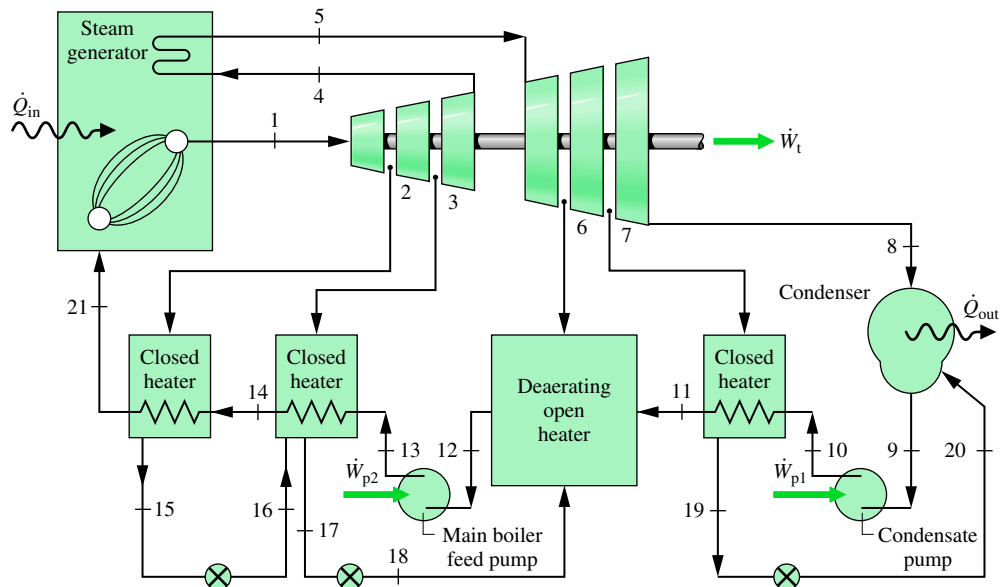 5
Steam
generator
4
Q̇in
1
Ẇt
2
3
6
7
8
Condenser
Q̇out
21
Closed
heater
14
Closed
heater
Deaerating
open
heater
11
Closed
heater
13
12
10
9
20
Ẇp2
Ẇp1
15
16
17
19
18
Main boiler
feed pump
Condensate
pump